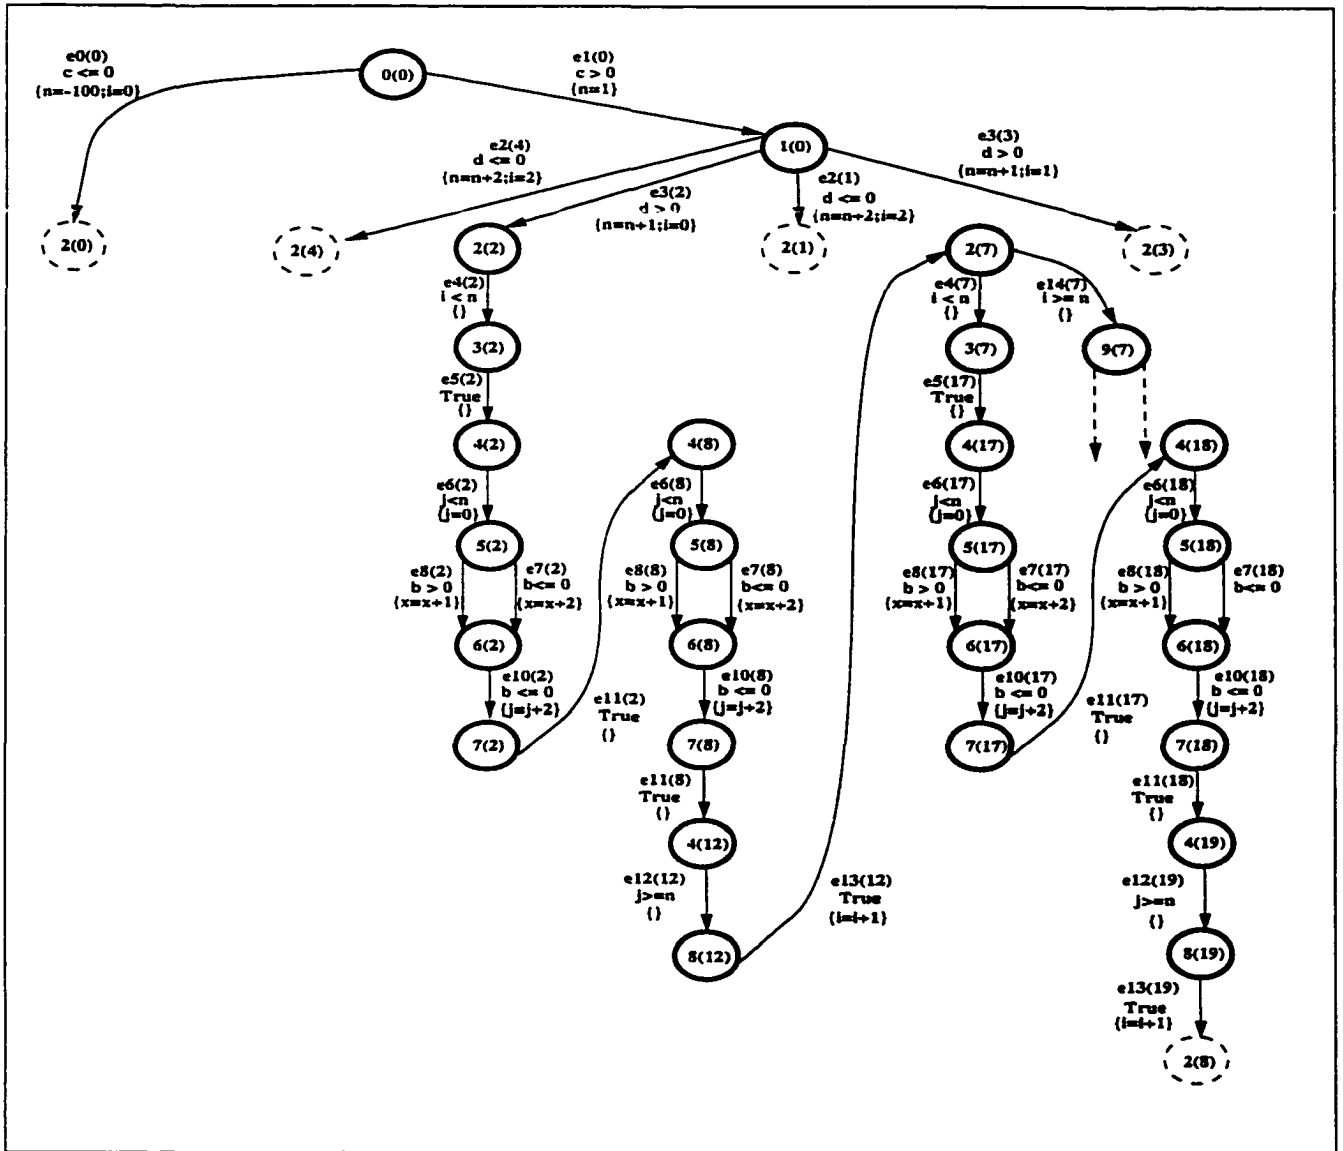 e0(0)
c <= 0
{n=-100;i=0}
0(0)
e1(0)
c > 0
{n=1}
1(0)
e2(4)
d <= 0
{n=n+2;i=2}
e3(2)
d > 0
{n=n+1;i=0}
e2(1)
d <= 0
{n=n+2;i=2}
e3(3)
d > 0
{n=n+1;i=1}
2(0)
2(4)
2(2)
2(1)
2(7)
2(3)
e4(2)
i < n
{}
3(2)
e5(2)
True
{}
4(2)
e6(2)
j<n
{j=0}
5(2)
e8(2)
b > 0
{x=x+1}
e7(2)
b<= 0
{x=x+2}
6(2)
e10(2)
b <= 0
{j=j+2}
7(2)
e11(2)
True
{}
4(8)
e6(8)
j<n
{j=0}
5(8)
e8(8)
b > 0
{x=x+1}
e7(8)
b<= 0
{x=x+2}
6(8)
e10(8)
b <= 0
{j=j+2}
7(8)
e11(8)
True
{}
4(12)
e12(12)
j>=n
{}
8(12)
e13(12)
True
{i=i+1}
e4(7)
i < n
{}
e14(7)
i >= n
{}
3(7)
9(7)
e5(17)
True
{}
4(17)
e6(17)
j<n
{j=0}
5(17)
e8(17)
b > 0
{x=x+1}
e7(17)
b<= 0
{x=x+2}
6(17)
e10(17)
b <= 0
{j=j+2}
7(17)
e11(17)
True
{}
4(18)
e6(18)
j<n
{j=0}
5(18)
e8(18)
b > 0
{x=x+1}
e7(18)
b<= 0
6(18)
e10(18)
b <= 0
{j=j+2}
7(18)
e11(18)
True
{}
4(19)
e12(19)
j>=n
{}
8(19)
e13(19)
True
{i=i+1}
2(8)